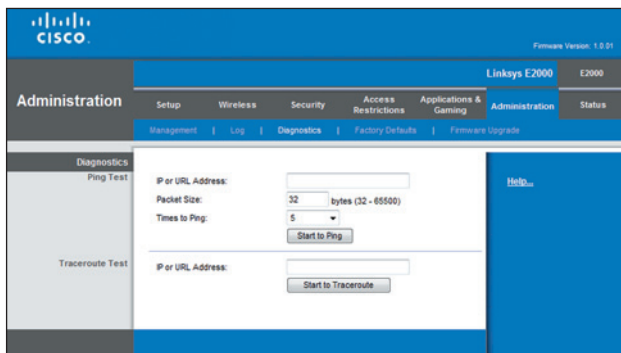 CISCO.
Firmware Version: 1.0.01
Linksys E2000
E2000
Administration
Setup
Wireless
Security
Access Restrictions
Applications & Gaming
Administration
Status
Management | Log | Diagnostics | Factory Defaults | Firmware Upgrade
Diagnostics
Ping Test
IP or URL Address:
Packet Size: 32 bytes (32 - 65500)
Times to Ping: 5
Start to Ping
Help...
Traceroute Test
IP or URL Address:
Start to Traceroute